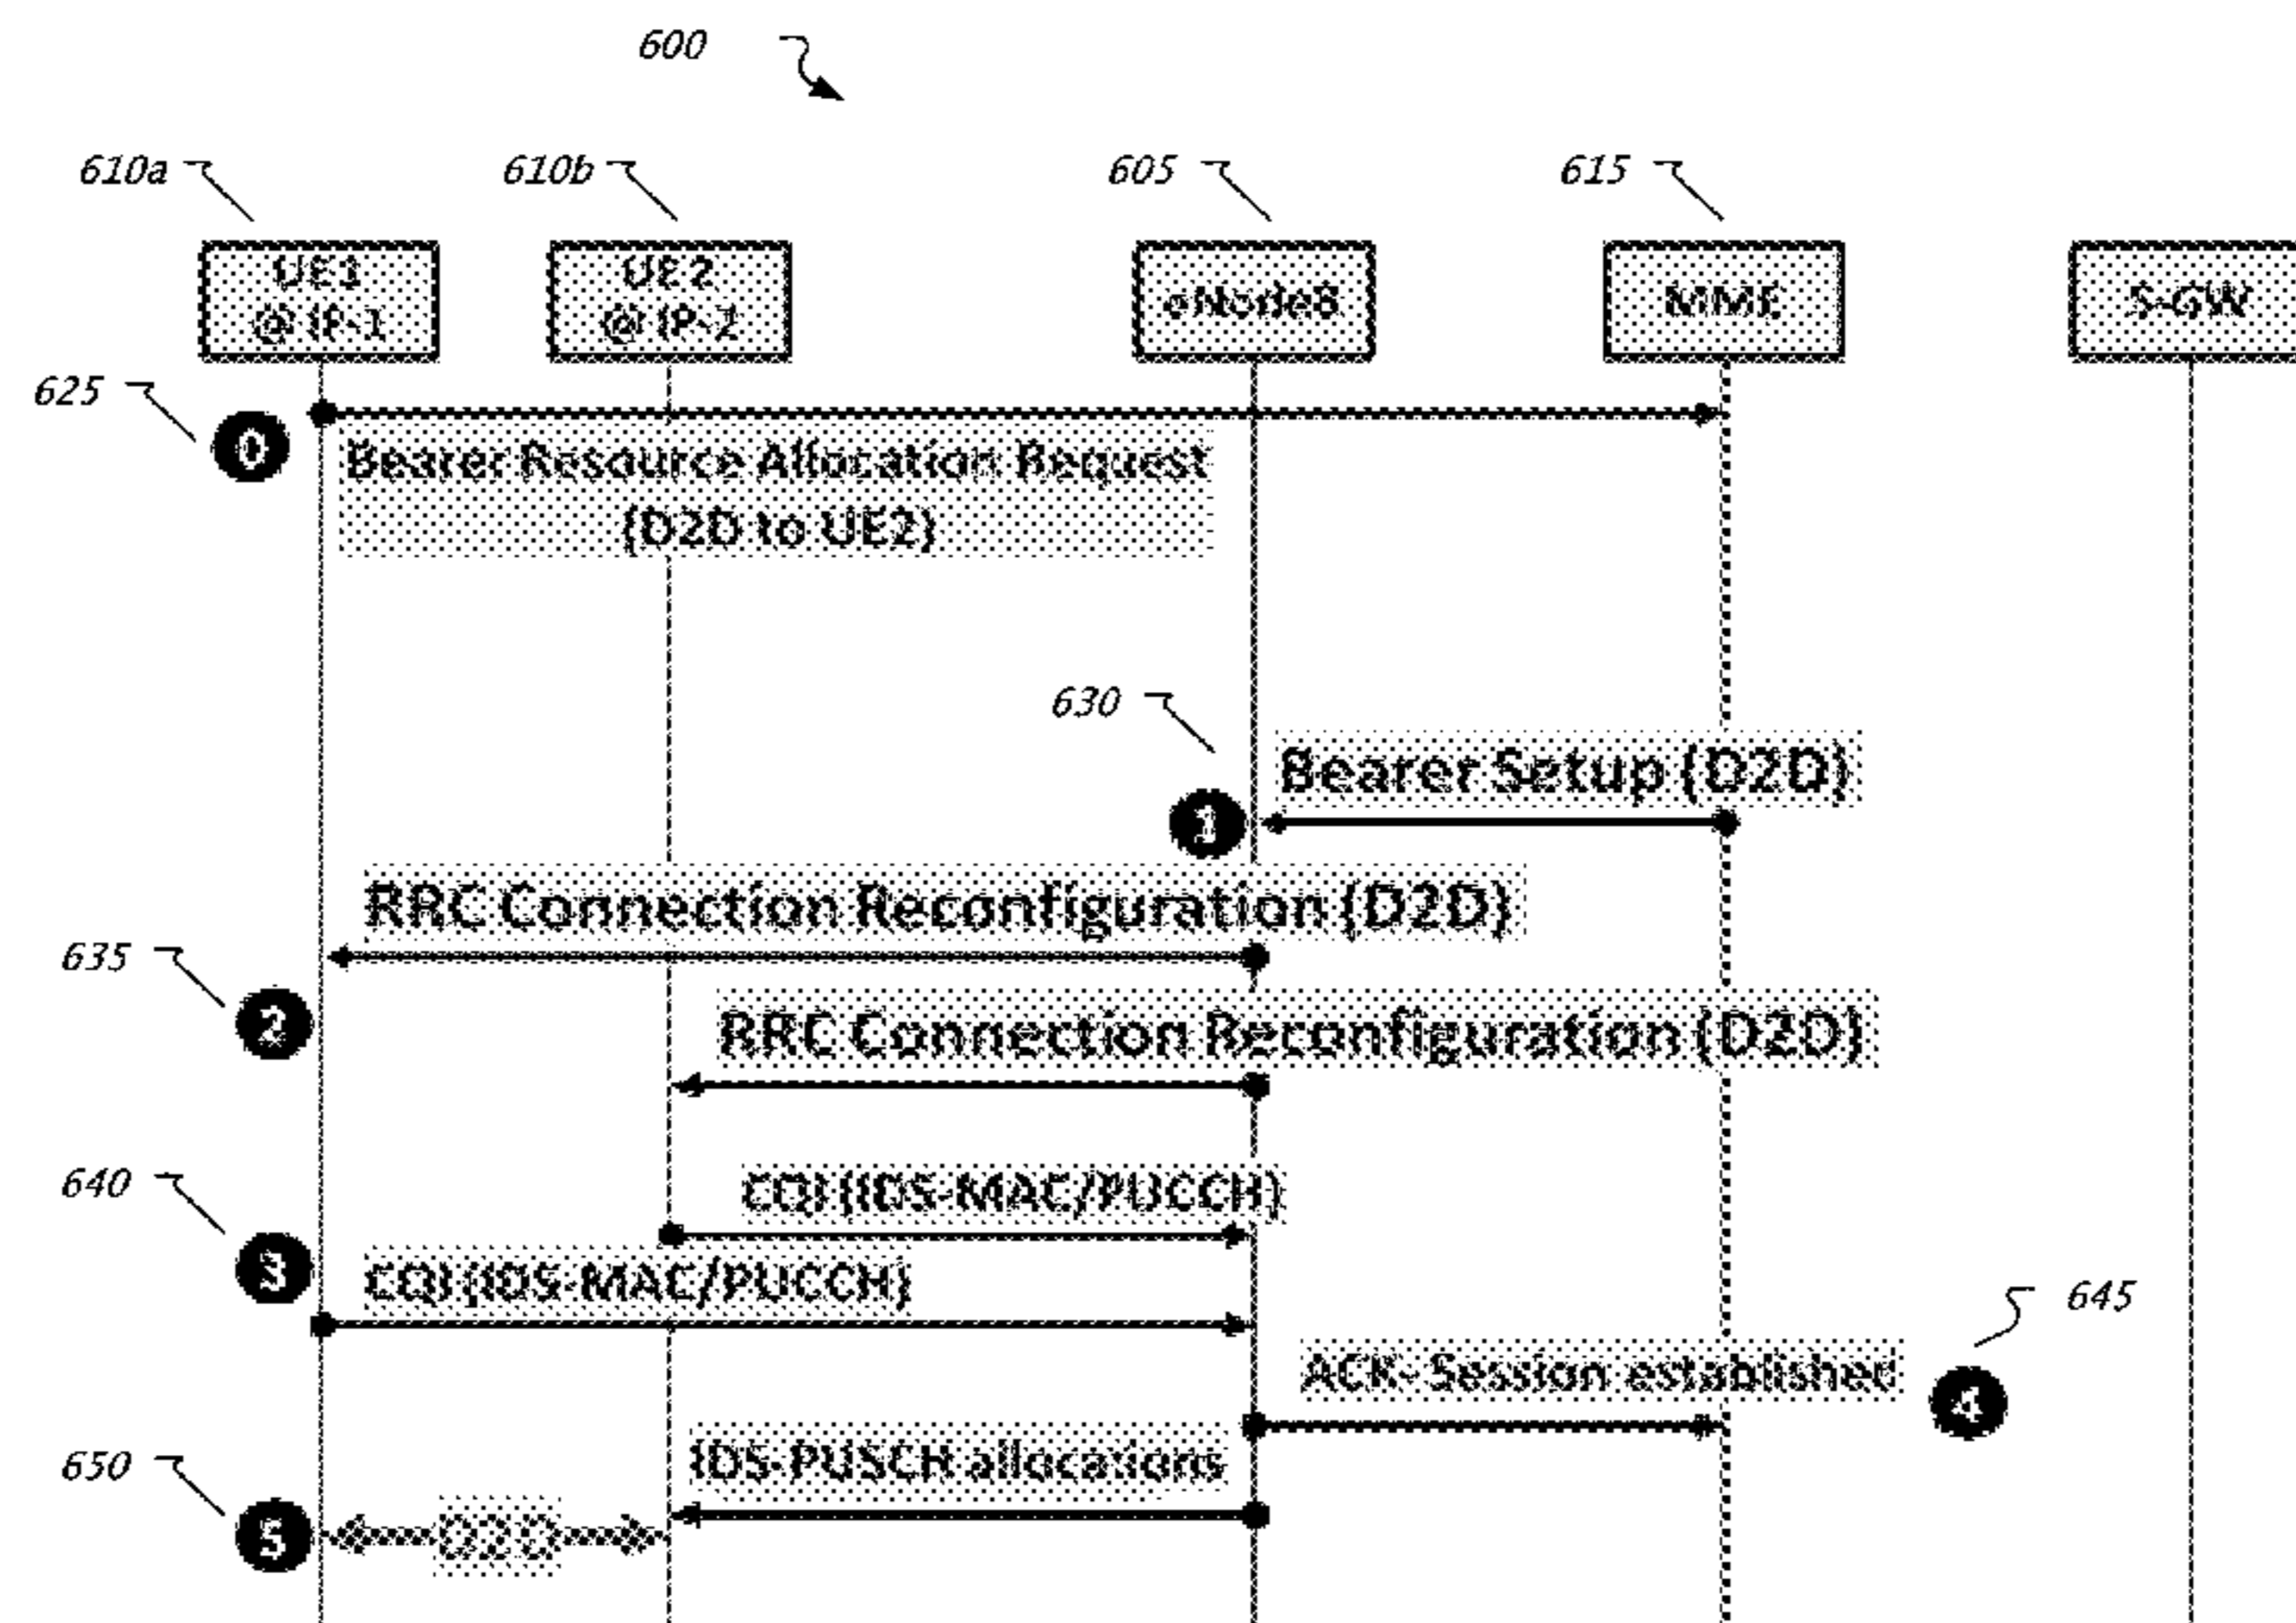 600
610a
610b
605
615
UE1
@ IP-1
UE2
@ IP-2
eNodeB
MME
S-GW
625
0
Bearer Resource Allocation Request
(D2D to UE2)
630
Bearer Setup (D2D)
1
RRC Connection Reconfiguration (D2D)
635
2
RRC Connection Reconfiguration (D2D)
640
CQI (IDS-MAC/PUCCH)
3
CQI (IDS-MAC/PUCCH)
645
ACK- Session established
4
IDS-PUSCH allocations
650
5
D2D